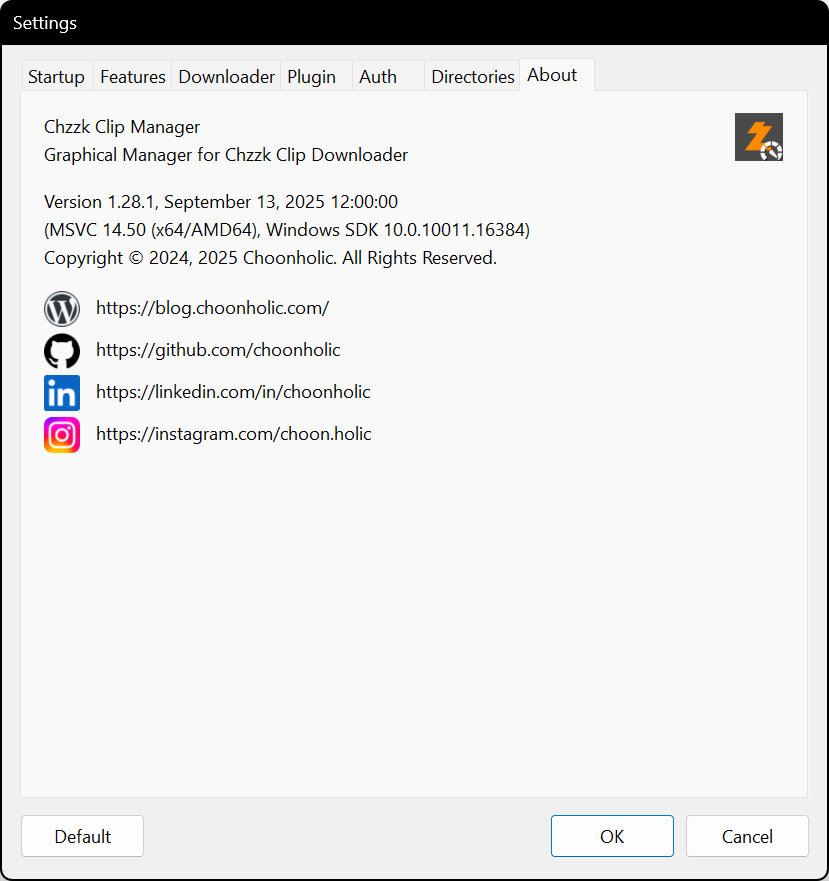 Settings
Startup Features Downloader Plugin Auth Directories About
Chzzk Clip Manager
Graphical Manager for Chzzk Clip Downloader
Version 1.28.1, September 13, 2025 12:00:00
(MSVC 14.50 (x64/AMD64), Windows SDK 10.0.10011.16384)
Copyright © 2024, 2025 Choonholic. All Rights Reserved.
https://blog.choonholic.com/
https://github.com/choonholic
https://linkedin.com/in/choonholic
https://instagram.com/choon.holic
Default OK Cancel